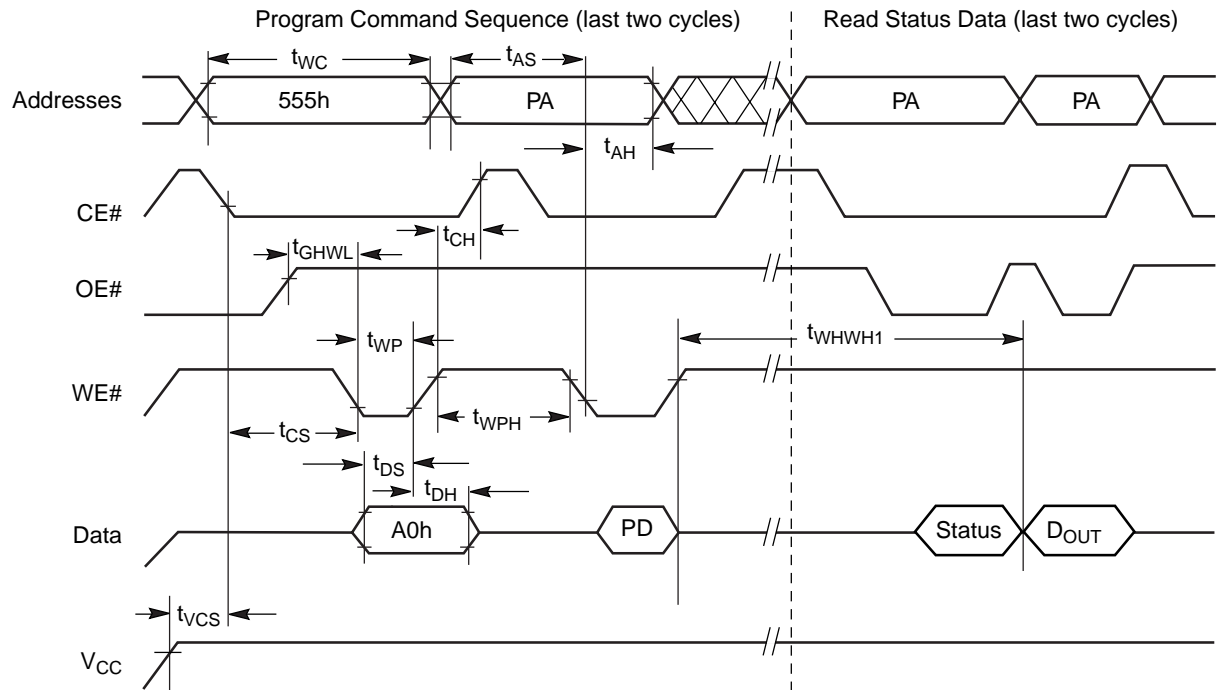 Program Command Sequence (last two cycles)
Read Status Data (last two cycles)
tWC
tAS
Addresses
555h
PA
PA
PA
tAH
CE#
tCH
tGHWL
OE#
tWP
tWHWH1
WE#
tWPH
tCS
tDS
tDH
Data
A0h
PD
Status
DOUT
tVCS
VCC